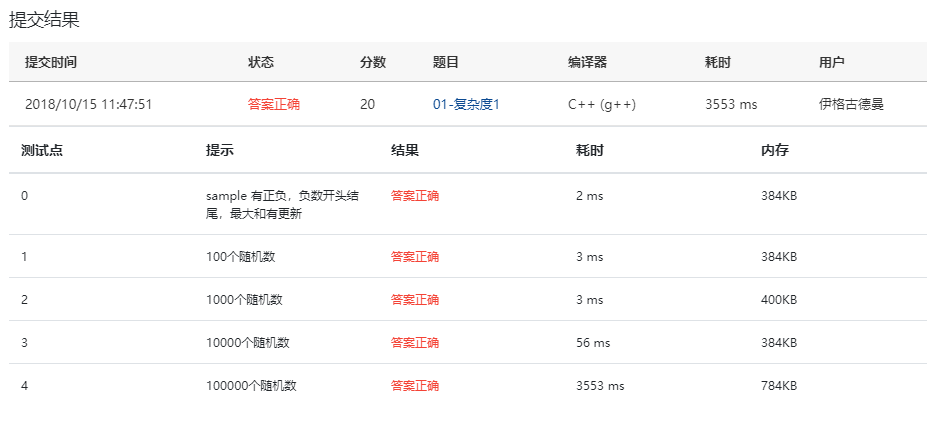 提交结果
提交时间 状态 分数 题目 编译器 耗时 用户
2018/10/15 11:47:51 答案正确 20 01-复杂度1 C++ (g++) 3553 ms 伊格古德曼
测试点 提示 结果 耗时 内存
0 sample 有正负，负数开头结 答案正确 2 ms 384KB
尾，最大和有更新
1 100个随机数 答案正确 3 ms 384KB
2 1000个随机数 答案正确 3 ms 400KB
3 10000个随机数 答案正确 56 ms 384KB
4 100000个随机数 答案正确 3553 ms 784KB